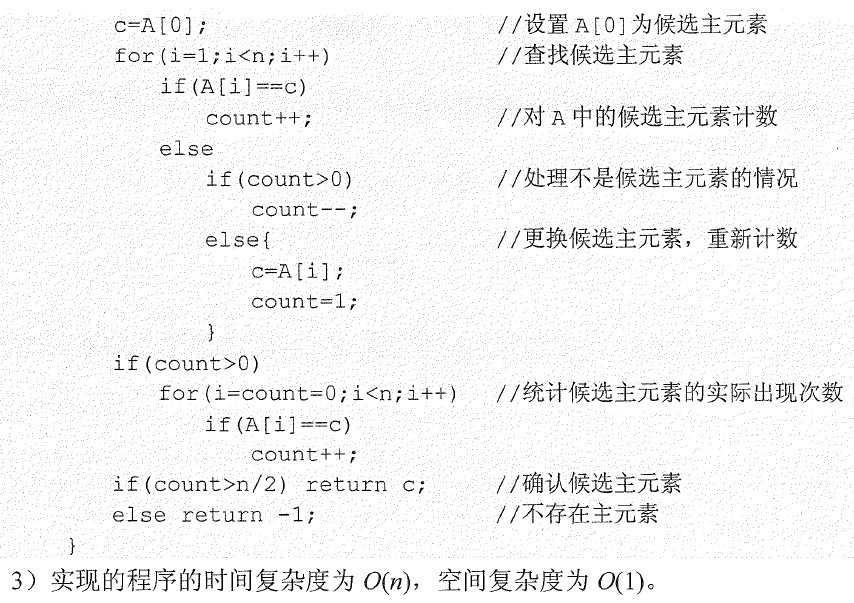 c=A[0]; //设置 A[0]为候选主元素
for(i=1;i<n;i++) //查找候选主元素
if(A[i]==c)
count++; //对 A 中的候选主元素计数
else
if(count>0) //处理不是候选主元素的情况
count--;
else{ //更换候选主元素，重新计数
c=A[i];
count=1;
}
if(count>0)
for(i=count=0;i<n;i++) //统计候选主元素的实际出现次数
if(A[i]==c)
count++;
if(count>n/2) return c; //确认候选主元素
else return -1; //不存在主元素
}
3）实现的程序的时间复杂度为 O(n)，空间复杂度为 O(1)。